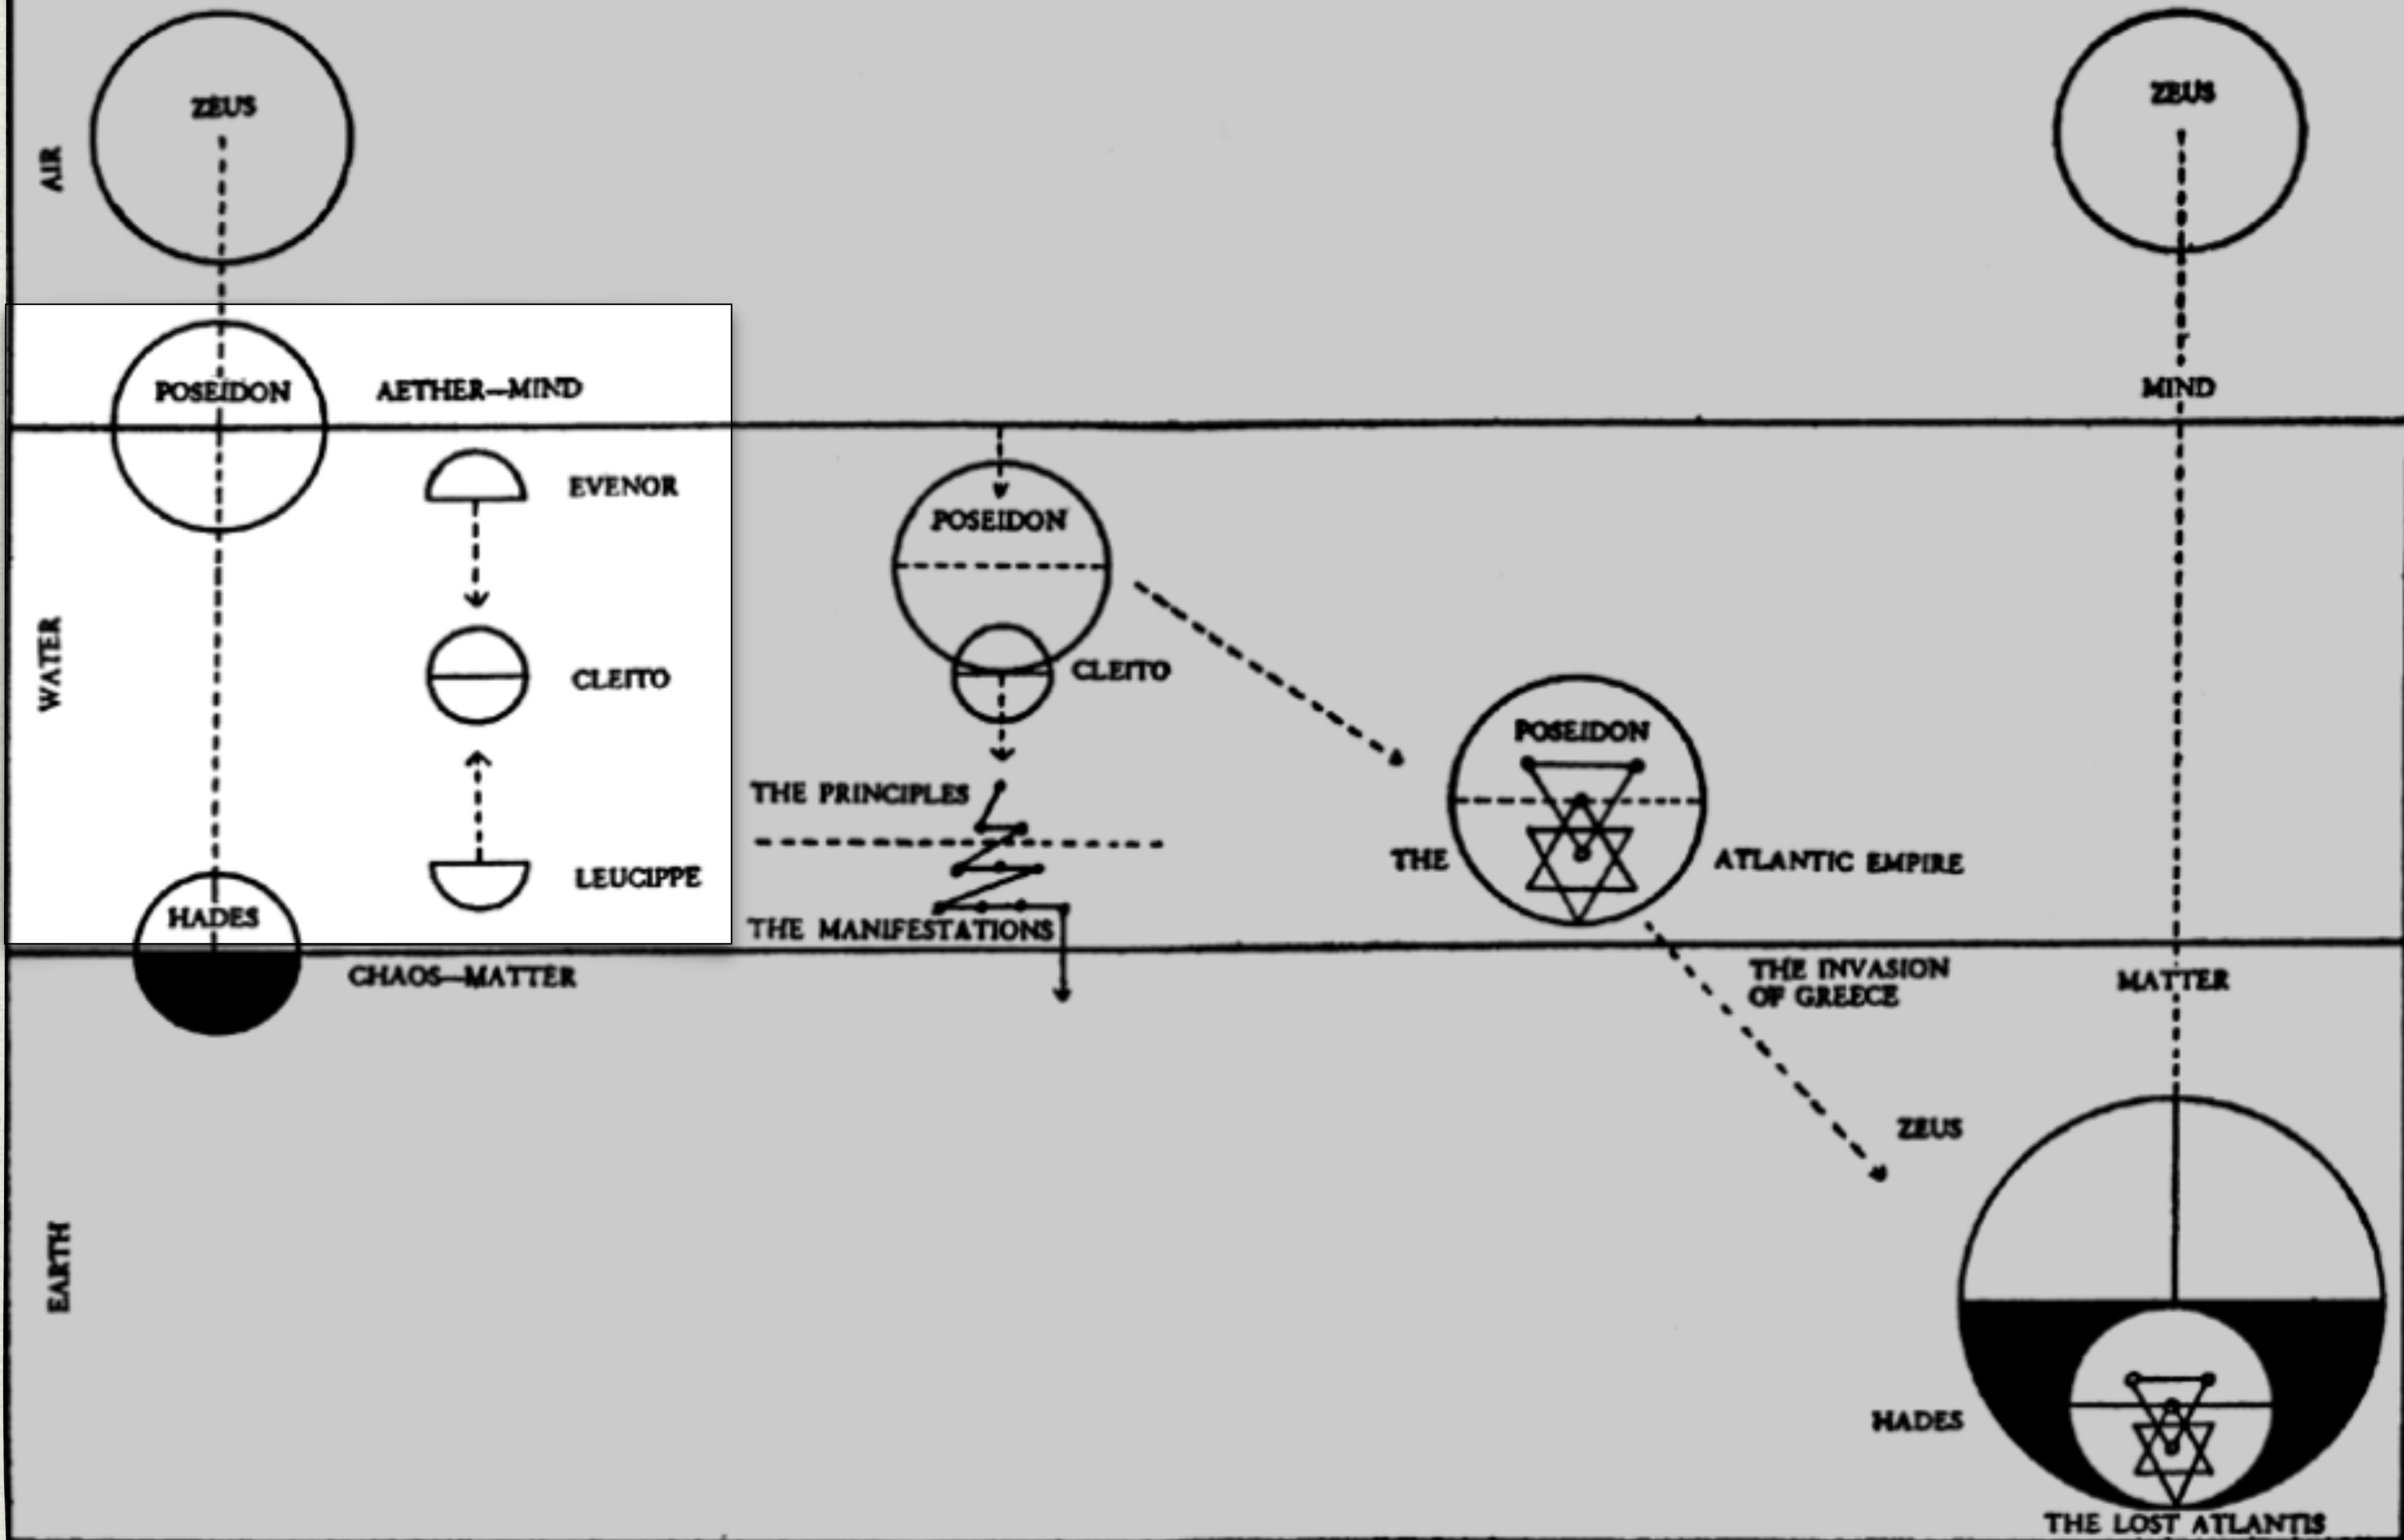 ZEUS
ZEUS
AIR
POSEIDON
AETHER—MIND
MIND
EVENOR
POSEIDON
CLEITO
CLEITO
WATER
POSEIDON
THE PRINCIPLES
THE
ATLANTIC EMPIRE
LEUCIPPE
HADES
THE MANIFESTATIONS
CHAOS—MATTER
THE INVASION
OF GREECE
MATTER
ZEUS
EARTH
HADES
THE LOST ATLANTIS